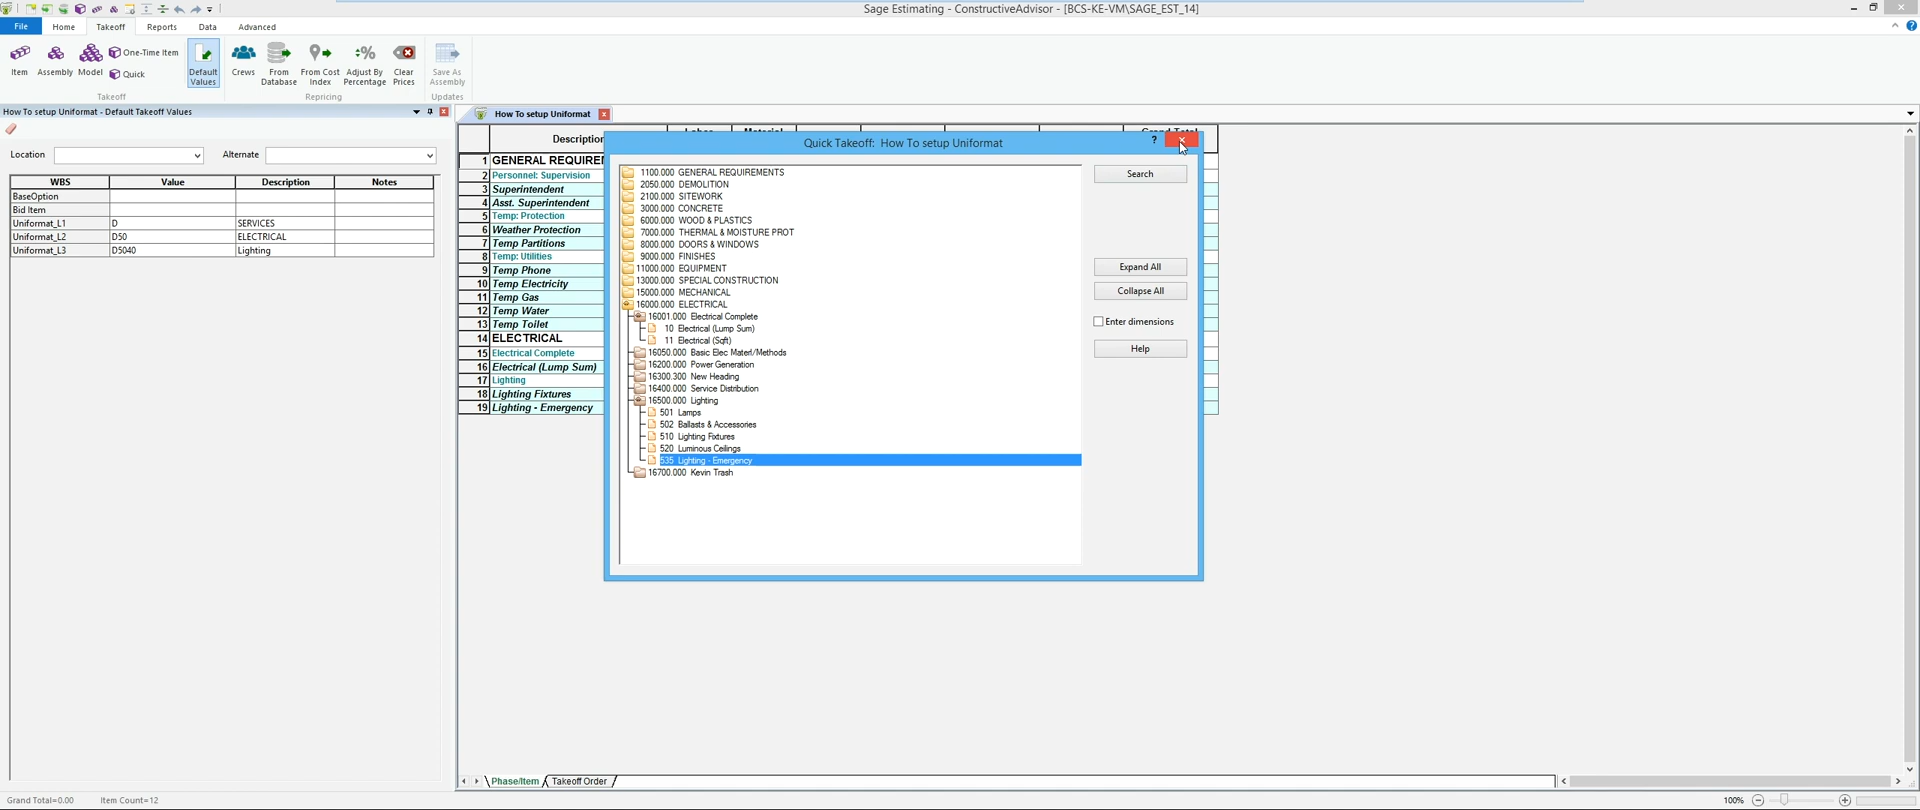 Sage Estimating - ConstructiveAdvisor - [BCS-KE-VM\SAGE_EST_14]
File Home Takeoff Reports Data Advanced
Item Assembly Model One-Time Item Quick Default Values Crews From Database From Cost Index Adjust By Percentage Clear Prices Save As Assembly
Takeoff Repricing Updates
How To setup Uniformat - Default Takeoff Values
Location Alternate
WBS Value Description Notes
BaseOption
Bid Item
Uniformat_L1 D SERVICES
Uniformat_L2 D50 ELECTRICAL
Uniformat_L3 D5040 Lighting
How To setup Uniformat
Description
1 GENERAL REQUIRE
2 Personnel: Supervision
3 Superintendent
4 Asst. Superintendent
5 Temp: Protection
6 Weather Protection
7 Temp Partitions
8 Temp: Utilities
9 Temp Phone
10 Temp Electricity
11 Temp Gas
12 Temp Water
13 Temp Toilet
14 ELECTRICAL
15 Electrical Complete
16 Electrical (Lump Sum)
17 Lighting
18 Lighting Fixtures
19 Lighting - Emergency
Quick Takeoff: How To setup Uniformat
?
1100.000 GENERAL REQUIREMENTS
2050.000 DEMOLITION
2100.000 SITEWORK
3000.000 CONCRETE
6000.000 WOOD & PLASTICS
7000.000 THERMAL & MOISTURE PROT
8000.000 DOORS & WINDOWS
9000.000 FINISHES
11000.000 EQUIPMENT
13000.000 SPECIAL CONSTRUCTION
15000.000 MECHANICAL
16000.000 ELECTRICAL
16001.000 Electrical Complete
10 Electrical (Lump Sum)
11 Electrical (Sqft)
16050.000 Basic Elec Materl/Methods
16200.000 Power Generation
16300.300 New Heading
16400.000 Service Distribution
16500.000 Lighting
501 Lamps
502 Ballasts & Accessories
510 Lighting Fixtures
520 Luminous Ceilings
535 Lighting - Emergency
16700.000 Kevin Trash
Search
Expand All
Collapse All
Enter dimensions
Help
Phase/Item Takeoff Order
Grand Total=0.00 Item Count=12
100%